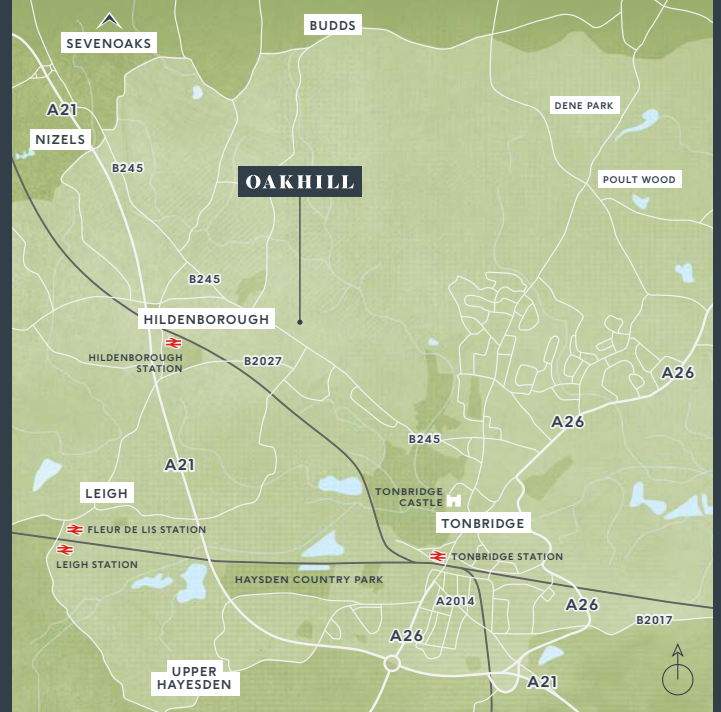 SEVENOAKS
BUDDS
A21
DENE PARK
NIZELS
B245
OAKHILL
POULT WOOD
B245
HILDENBOROUGH
HILDENBOROUGH
STATION
B2027
A26
A26
B245
A21
LEIGH
TONBRIDGE
CASTLE
TONBRIDGE
FLEUR DE LIS STATION
LEIGH STATION
TONBRIDGE STATION
HAYSDEN COUNTRY PARK
A2014
A26
B2017
A26
UPPER
HAYESDEN
A21